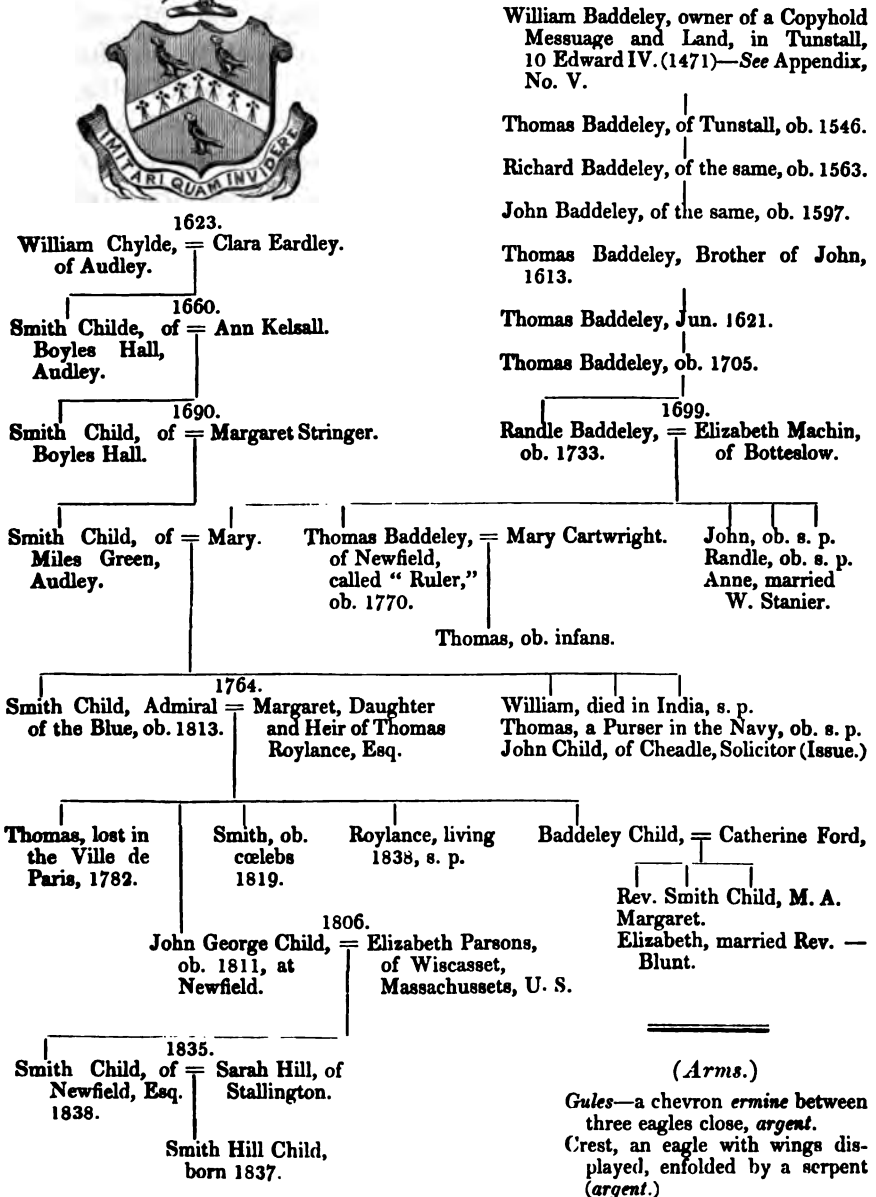 IMITARI QUAM INVIDERE
William Baddeley, owner of a Copyhold
Messuage and Land, in Tunstall,
10 Edward IV. (1471)—See Appendix,
No. V.
Thomas Baddeley, of Tunstall, ob. 1546.
Richard Baddeley, of the same, ob. 1563.
John Baddeley, of the same, ob. 1597.
Thomas Baddeley, Brother of John,
1613.
Thomas Baddeley, Jun. 1621.
Thomas Baddeley, ob. 1705.
1699.
Randle Baddeley, = Elizabeth Machin,
ob. 1733. of Botteslow.
1623.
William Chylde, = Clara Eardley.
of Audley.
1660.
Smith Childe, of = Ann Kelsall.
Boyles Hall,
Audley.
1690.
Smith Child, of = Margaret Stringer.
Boyles Hall.
Smith Child, of = Mary.
Miles Green,
Audley.
Thomas Baddeley, = Mary Cartwright.
of Newfield,
called “ Ruler,”
ob. 1770.
John, ob. s. p.
Randle, ob. s. p.
Anne, married
W. Stanier.
Thomas, ob. infans.
1764.
Smith Child, Admiral = Margaret, Daughter
of the Blue, ob. 1813. and Heir of Thomas
Roylance, Esq.
William, died in India, s. p.
Thomas, a Purser in the Navy, ob. s. p.
John Child, of Cheadle, Solicitor (Issue.)
Thomas, lost in
the Ville de
Paris, 1782.
Smith, ob.
cœlebs
1819.
Roylance, living
1838, s. p.
Baddeley Child, = Catherine Ford,
Rev. Smith Child, M. A.
Margaret.
Elizabeth, married Rev. —
Blunt.
1806.
John George Child, = Elizabeth Parsons,
ob. 1811, at of Wiscasset,
Newfield. Massachussets, U. S.
1835.
Smith Child, of = Sarah Hill, of
Newfield, Esq. Stallington.
1838.
Smith Hill Child,
born 1837.
(Arms.)
Gules—a chevron ermine between
three eagles close, argent.
Crest, an eagle with wings dis-
played, enfolded by a serpent
(argent.)